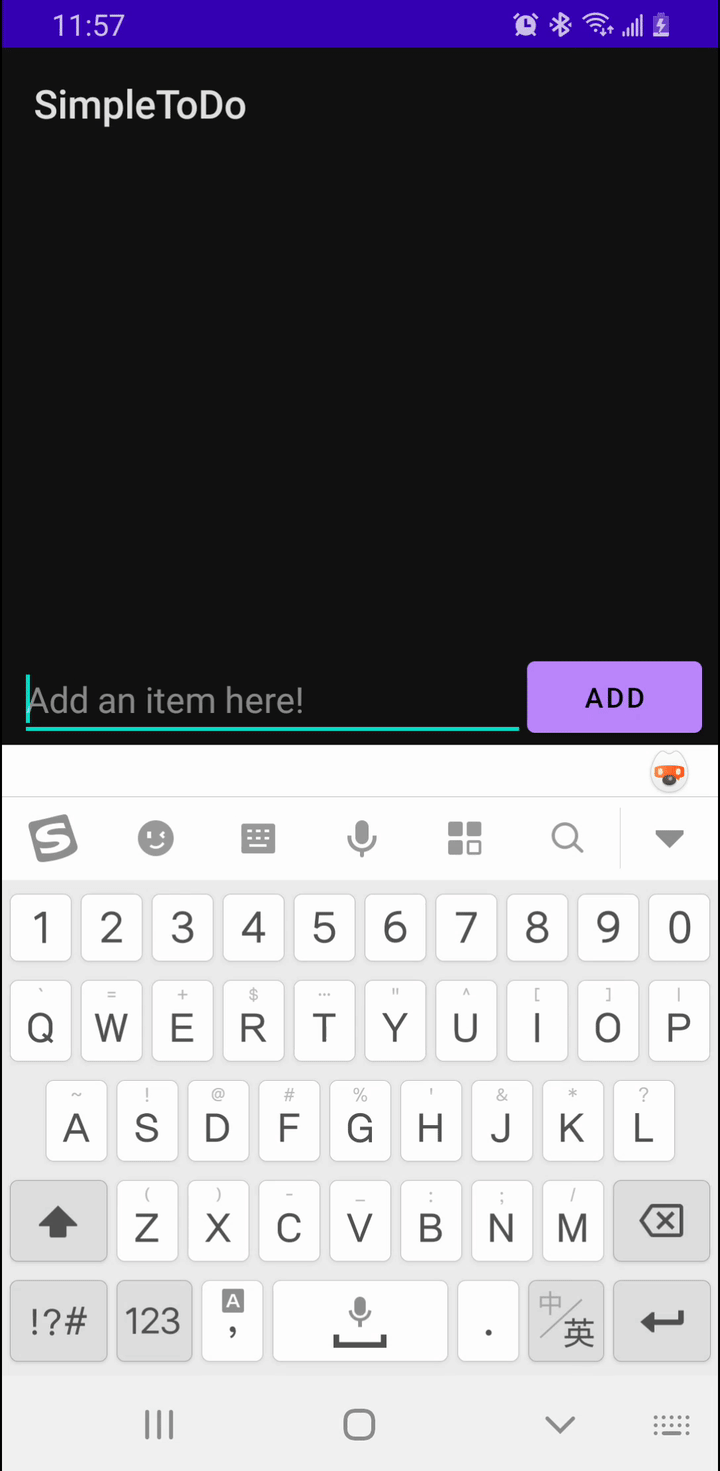 11:57
SimpleToDo
Add an item here!
ADD
S
1 2 3 4 5 6 7 8 9 0
` = + $ ... " ^ [ ] |
Q W E R T Y U I O P
~ ! @ # % ' & * ?
A S D F G H J K L
( ) - _ : ; /
Z X C V B N M
!?# 123 A , . 中/英